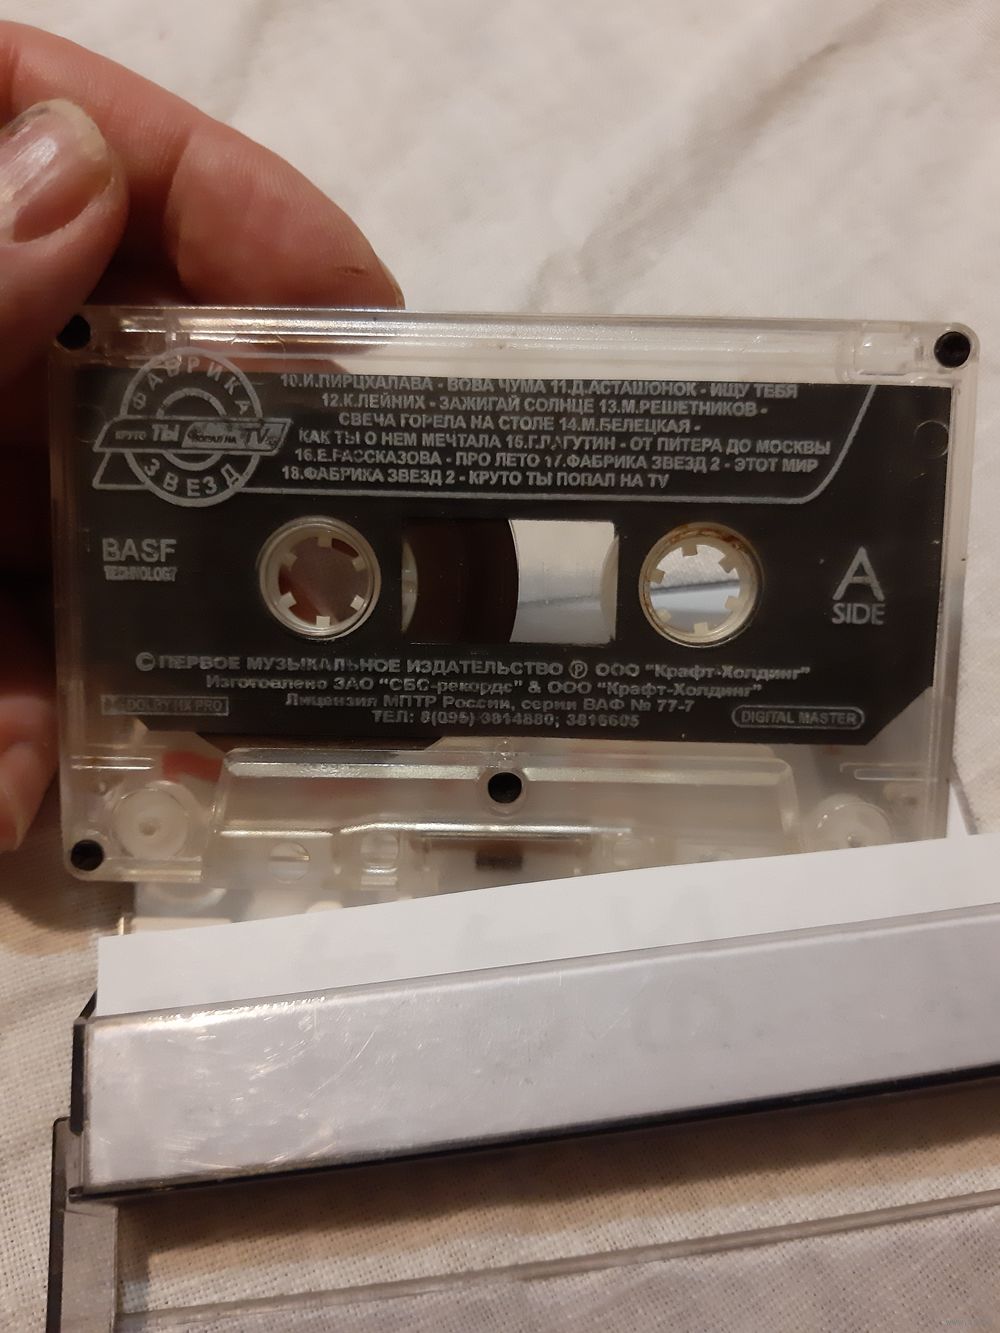 ФАБРИКА
КРУТО ТЫ ПОПАЛ НА TV
ЗВЕЗД
10.И.ПИРЦХАЛАВА - ВОВА ЧУМА 11.Д.АСТАШОНОК - ИЩУ ТЕБЯ
12.К.ЛЕЙНИХ - ЗАЖИГАЙ СОЛНЦЕ 13.М.РЕШЕТНИКОВ -
СВЕЧА ГОРЕЛА НА СТОЛЕ 14.М.БЕЛЕЦКАЯ -
КАК ТЫ О НЕМ МЕЧТАЛА 15.Г.ЛАГУТИН - ОТ ПИТЕРА ДО МОСКВЫ
16.Е.РАССКАЗОВА - ПРО ЛЕТО 17.ФАБРИКА ЗВЕЗД 2 - ЭТОТ МИР
18.ФАБРИКА ЗВЕЗД 2 - КРУТО ТЫ ПОПАЛ НА TV
BASF
TECHNOLOGY
A
SIDE
© ПЕРВОЕ МУЗЫКАЛЬНОЕ ИЗДАТЕЛЬСТВО ℗ ООО "Крафт-Холдинг"
Изготовлено ЗАО "СБС-рекордс" & ООО "Крафт-Холдинг"
Лицензия МПТР России, серии ВАФ № 77-7
ТЕЛ: 8(095) 3814880; 3816605
DOLBY HX PRO
DIGITAL MASTER